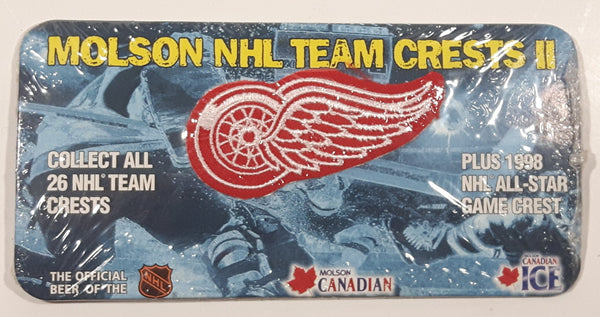 MOLSON NHL TEAM CRESTS II
COLLECT ALL
26 NHL® TEAM
CRESTS
PLUS 1998
NHL ALL-STAR
GAME CREST
THE OFFICIAL
BEER OF THE
NHL
MOLSON
CANADIAN
CANADIAN
ICE